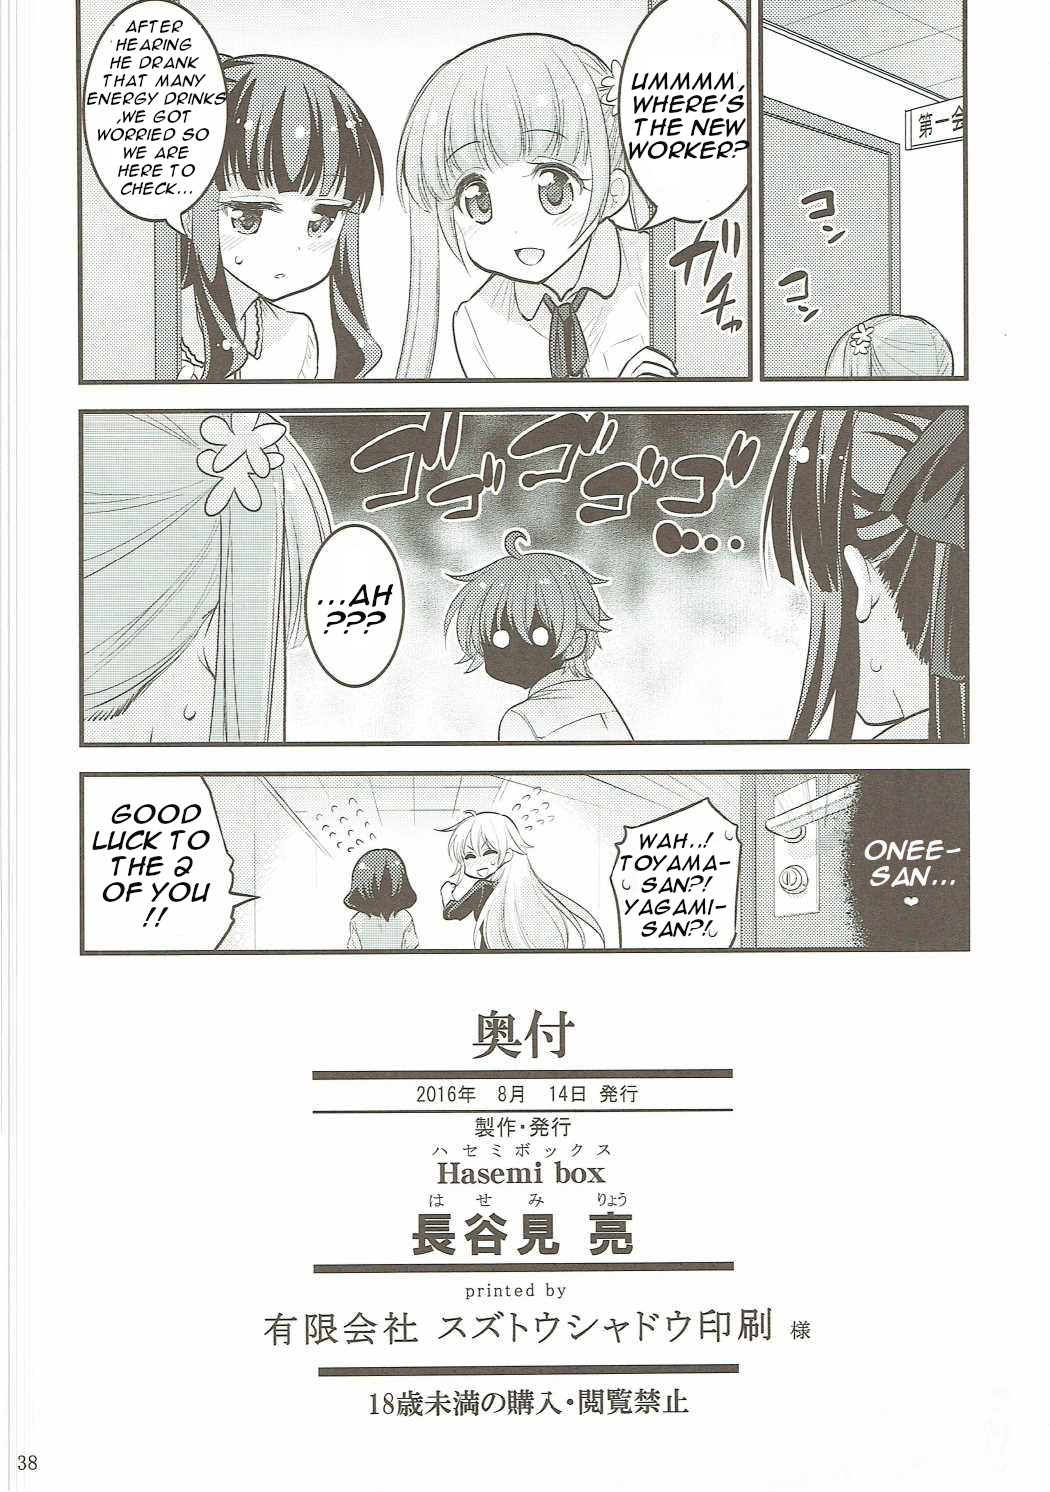 第一会
コン
コン
UMMMM,
WHERE'S
THE NEW
WORKER?
ガチャ
AFTER
HEARING
HE DRANK
THAT MANY
ENERGY DRINKS
,WE GOT
WORRIED SO
WE ARE
HERE TO
CHECK...
ゴゴゴゴゴゴ...
...AH
???
ONEE-
SAN...
♥
WAH..!
TOYAMA-
SAN?!
YAGAMI-
SAN?!
GOOD
LUCK TO
THE 2
OF YOU
!!
奥付
2016年 8月 14日 発行
製作・発行
ハセミボックス
Hasemi box
はせみ りょう
長谷見 亮
printed by
有限会社 スズトウシャドウ印刷 様
18歳未満の購入・閲覧禁止
38